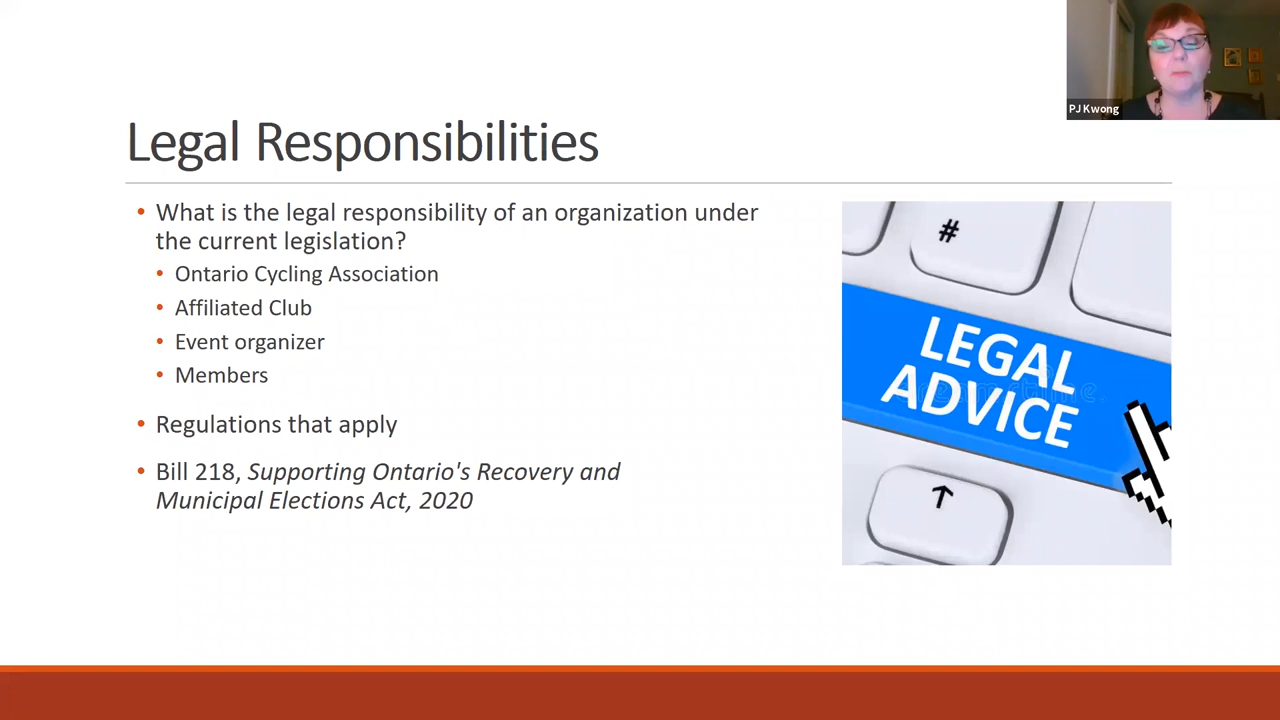 PJ Kwong
Legal Responsibilities
• What is the legal responsibility of an organization under
the current legislation?
• Ontario Cycling Association
• Affiliated Club
• Event organizer
• Members
• Regulations that apply
• Bill 218, Supporting Ontario's Recovery and
Municipal Elections Act, 2020
#
LEGAL
ADVICE
↑